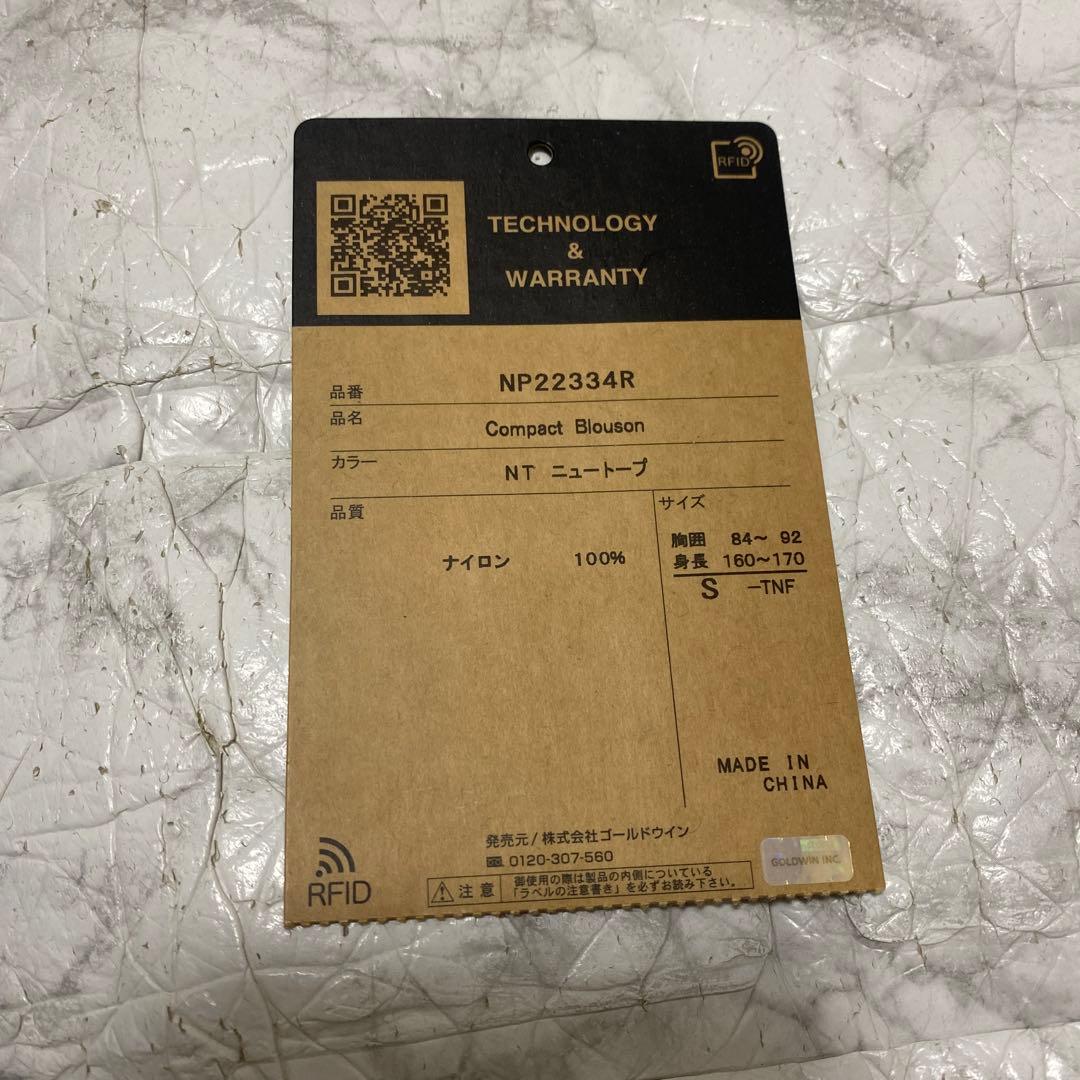 RFID
TECHNOLOGY
&
WARRANTY
品番 NP22334R
品名 Compact Blouson
カラー NT ニュートープ
品質
ナイロン 100%
サイズ
胸囲 84〜 92
身長 160〜170
S -TNF
MADE IN
CHINA
発売元/株式会社ゴールドウイン
0120-307-560
RFID
注意
御使用の際は製品の内側についている
「ラベルの注意書き」を必ずお読み下さい。
GOLDWIN INC.